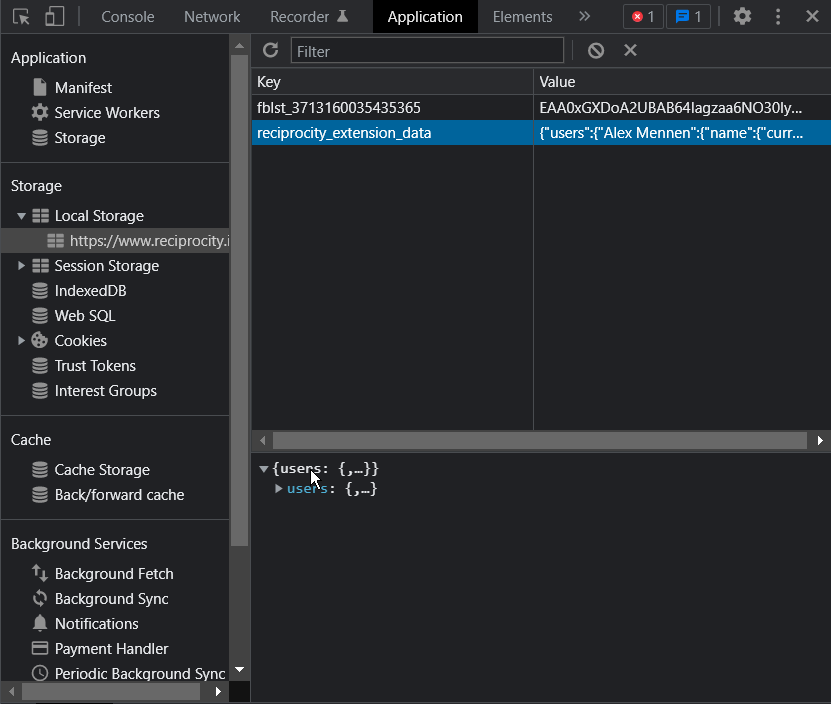 Console Network Recorder Application Elements 1 1
Application
Manifest
Service Workers
Storage
Storage
Local Storage
https://www.reciprocity.i
Session Storage
IndexedDB
Web SQL
Cookies
Trust Tokens
Interest Groups
Cache
Cache Storage
Back/forward cache
Background Services
Background Fetch
Background Sync
Notifications
Payment Handler
Periodic Background Sync
Filter
Key Value
fblst_3713160035435365 EAA0xGXDoA2UBAB64lagzaa6NO30Iy…
reciprocity_extension_data {"users":{"Alex Mennen":{"name":{"curr…
{users: {,…}}
users: {,…}